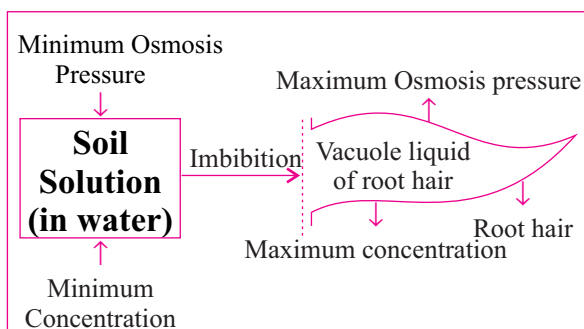 Minimum Osmosis
Pressure
Soil
Solution
(in water)
Minimum
Concentration
Imbibition
Maximum Osmosis pressure
Vacuole liquid
of root hair
Maximum concentration
Root hair